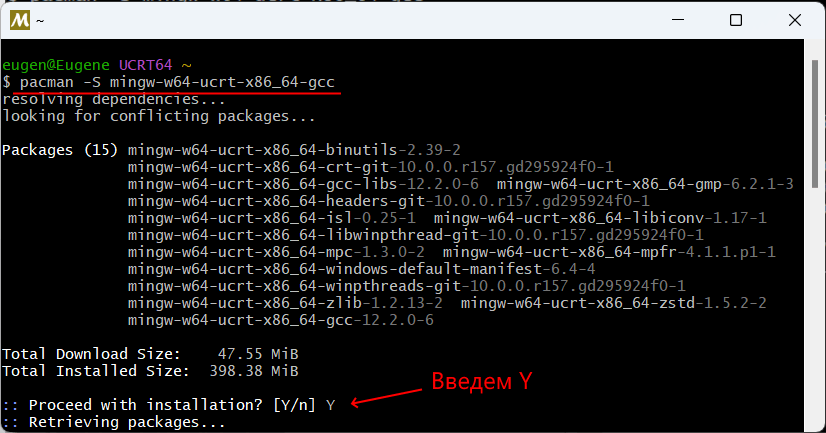 ~
eugen@Eugene UCRT64 ~
$ pacman -S mingw-w64-ucrt-x86_64-gcc
resolving dependencies...
looking for conflicting packages...
Packages (15) mingw-w64-ucrt-x86_64-binutils-2.39-2
mingw-w64-ucrt-x86_64-crt-git-10.0.0.r157.gd295924f0-1
mingw-w64-ucrt-x86_64-gcc-libs-12.2.0-6 mingw-w64-ucrt-x86_64-gmp-6.2.1-3
mingw-w64-ucrt-x86_64-headers-git-10.0.0.r157.gd295924f0-1
mingw-w64-ucrt-x86_64-isl-0.25-1 mingw-w64-ucrt-x86_64-libiconv-1.17-1
mingw-w64-ucrt-x86_64-libwinpthread-git-10.0.0.r157.gd295924f0-1
mingw-w64-ucrt-x86_64-mpc-1.3.0-2 mingw-w64-ucrt-x86_64-mpfr-4.1.1.p1-1
mingw-w64-ucrt-x86_64-windows-default-manifest-6.4-4
mingw-w64-ucrt-x86_64-winpthreads-git-10.0.0.r157.gd295924f0-1
mingw-w64-ucrt-x86_64-zlib-1.2.13-2 mingw-w64-ucrt-x86_64-zstd-1.5.2-2
mingw-w64-ucrt-x86_64-gcc-12.2.0-6
Total Download Size: 47.55 MiB
Total Installed Size: 398.38 MiB
Введем Y
:: Proceed with installation? [Y/n] Y
:: Retrieving packages...